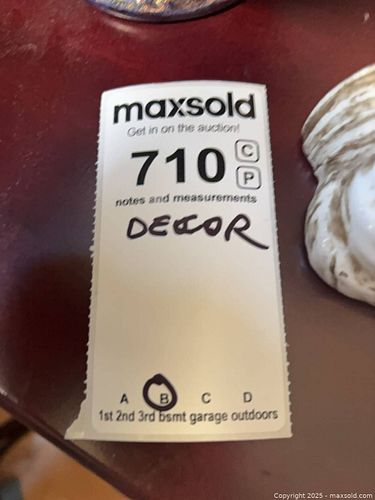 maxsold
Get in on the auction!
710 C
P
notes and measurements
DECOR
A B C D
1st 2nd 3rd bsmt garage outdoors
Copyright 2025 - maxsold.com